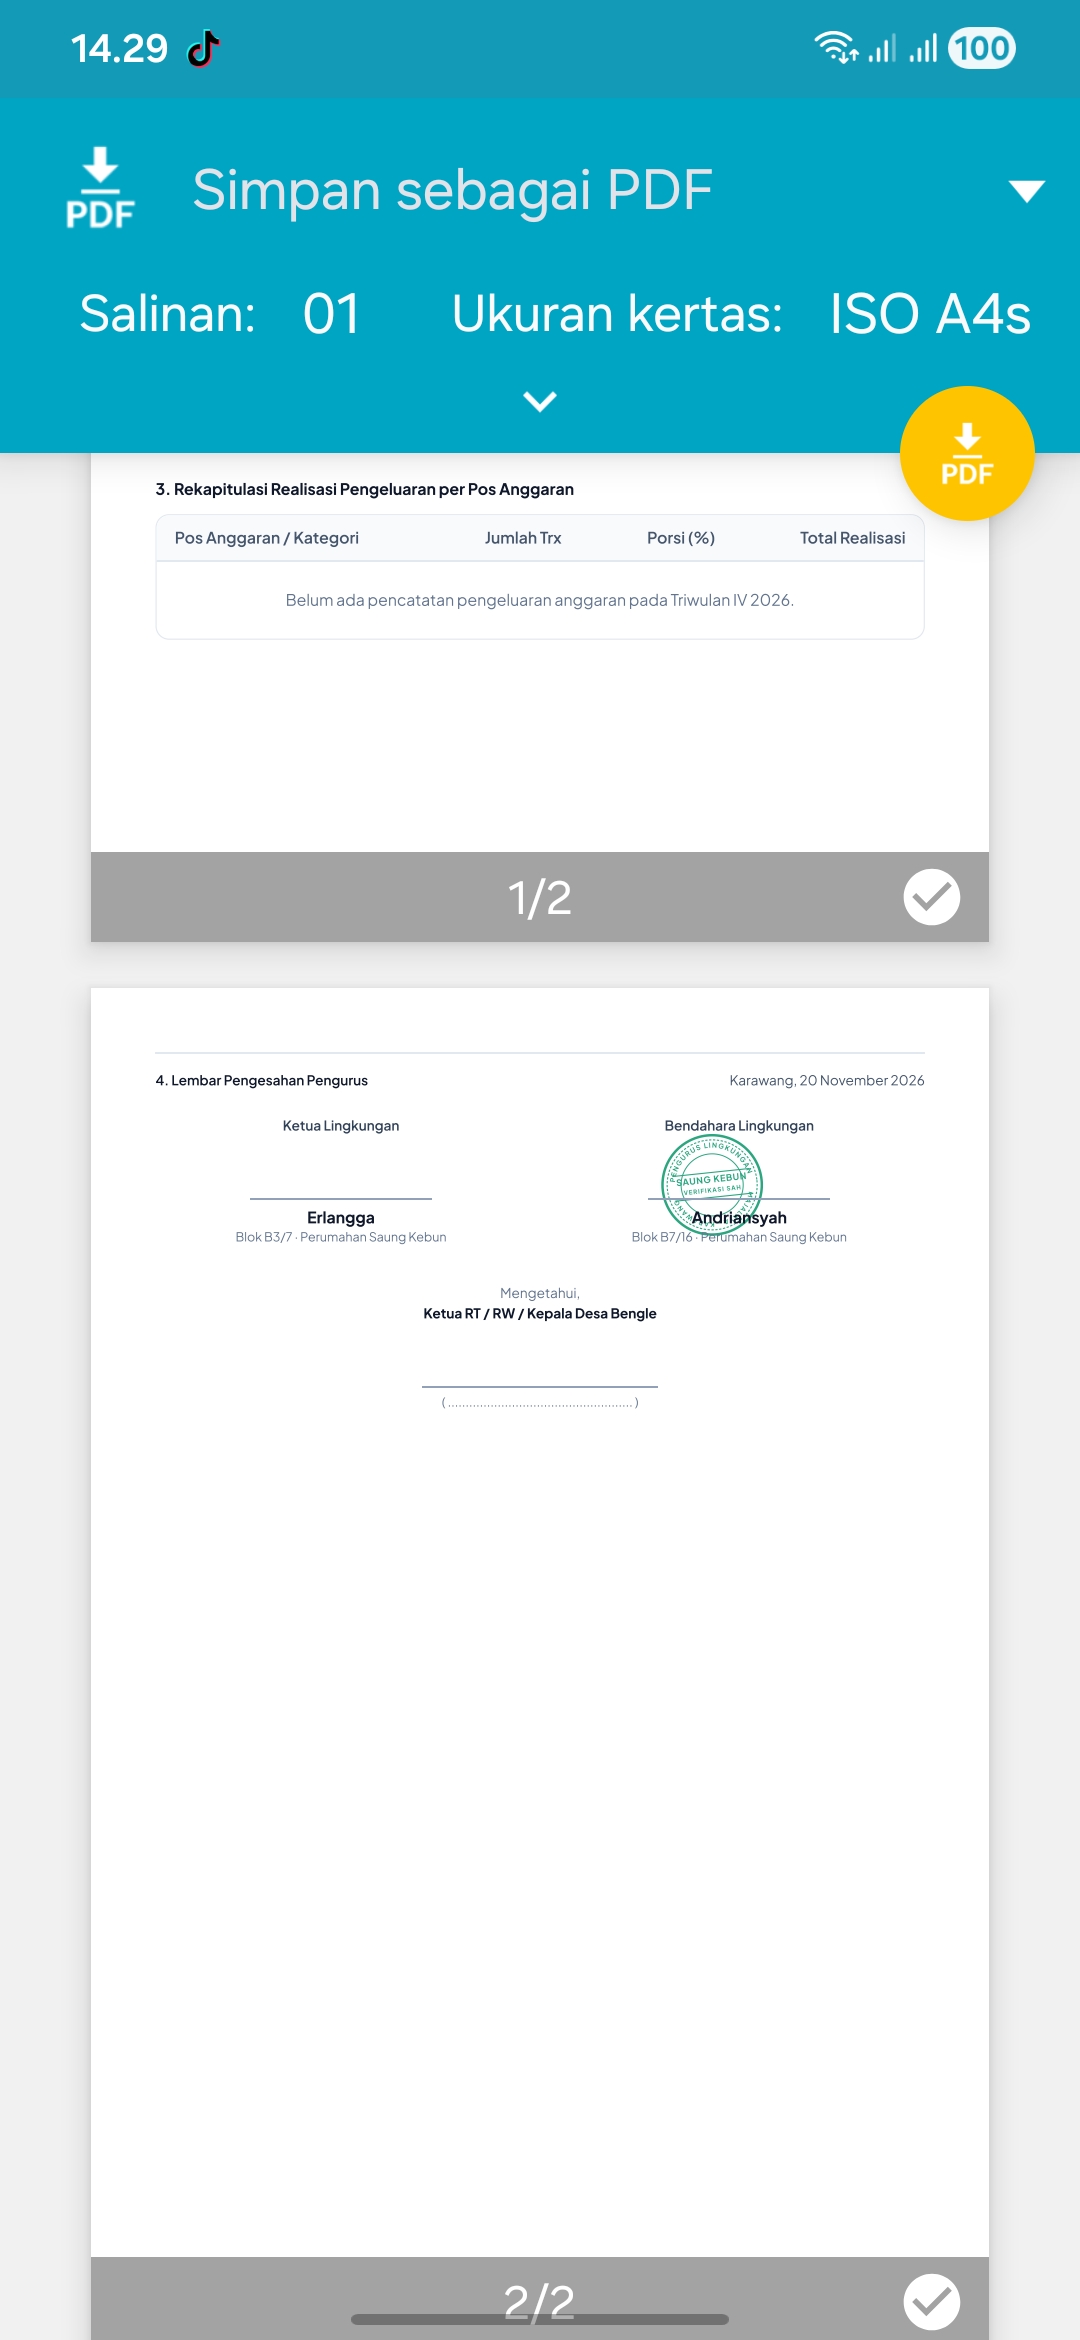 14.29
100
PDF
Simpan sebagai PDF
Salinan: 01 Ukuran kertas: ISO A4s
PDF
3. Rekapitulasi Realisasi Pengeluaran per Pos Anggaran
Pos Anggaran / Kategori Jumlah Trx Porsi (%) Total Realisasi
Belum ada pencatatan pengeluaran anggaran pada Triwulan IV 2026.
1/2
4. Lembar Pengesahan Pengurus Karawang, 20 November 2026
Ketua Lingkungan Bendahara Lingkungan
PENGURUS LINGKUNGAN
SAUNG KEBUN
VERIFIKASI SAH
Erlangga Andriansyah
Blok B3/7 · Perumahan Saung Kebun Blok B7/16 · Perumahan Saung Kebun
Mengetahui,
Ketua RT / RW / Kepala Desa Bengle
(....................................................)
2/2